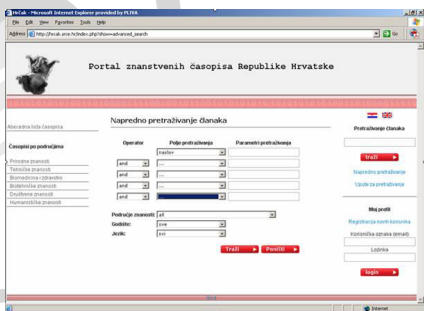 Hrčak - Microsoft Internet Explorer provided by PLIVA
File Edit View Favorites Tools Help
Address http://hrcak.srce.hr/index.php?show=advanced_search Go
Portal znanstvenih časopisa Republike Hrvatske
Abecedna lista časopisa
Časopisi po područjima
Prirodne znanosti
Tehničke znanosti
Biomedicina i zdravstvo
Biotehničke znanosti
Društvene znanosti
Humanističke znanosti
Napredno pretraživanje članaka
Operator Polje pretraživanja Parametri pretraživanja
naslov
and ...
and ...
and ...
and ...
Područje znanosti: all
Godište: sve
Jezik: svi
Traži Poništi
Pretraživanje članaka
traži
Napredno pretraživanje
Upute za pretraživanje
Moj profil
Registracija novih korisnika
Korisnička oznaka (email)
Lozinka
login
Internet